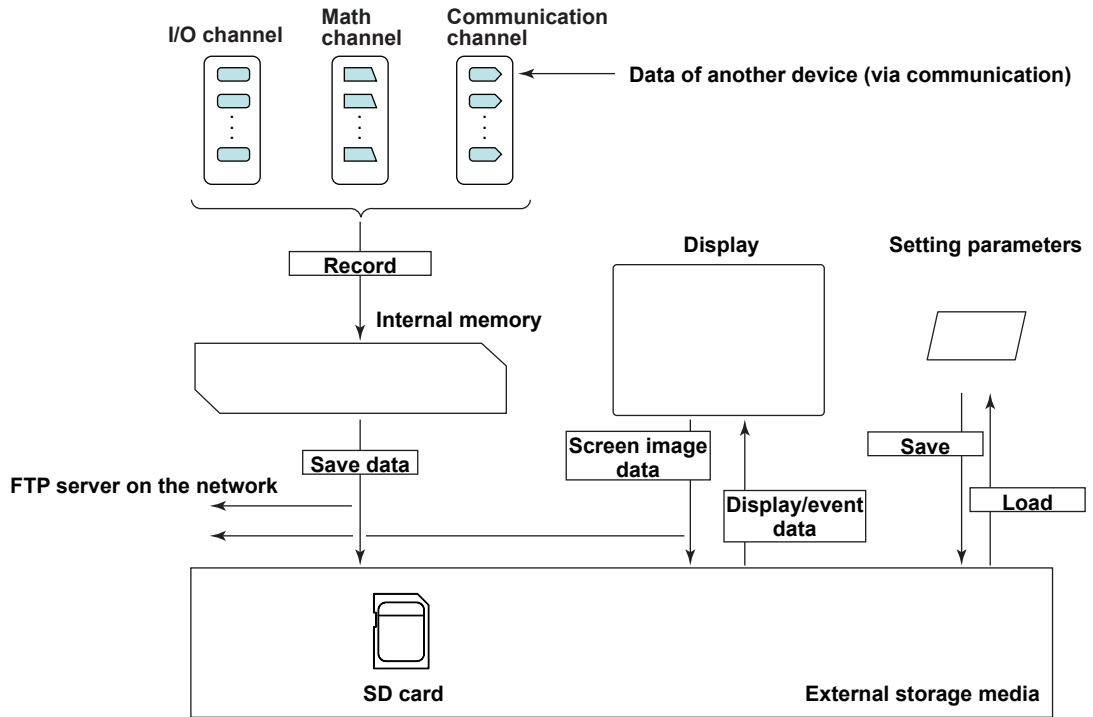 I/O channel
Math
channel
Communication
channel
Data of another device (via communication)
Record
Internal memory
Display
Setting parameters
Save data
Screen image
data
Save
FTP server on the network
Display/event
data
Load
SD card
External storage media